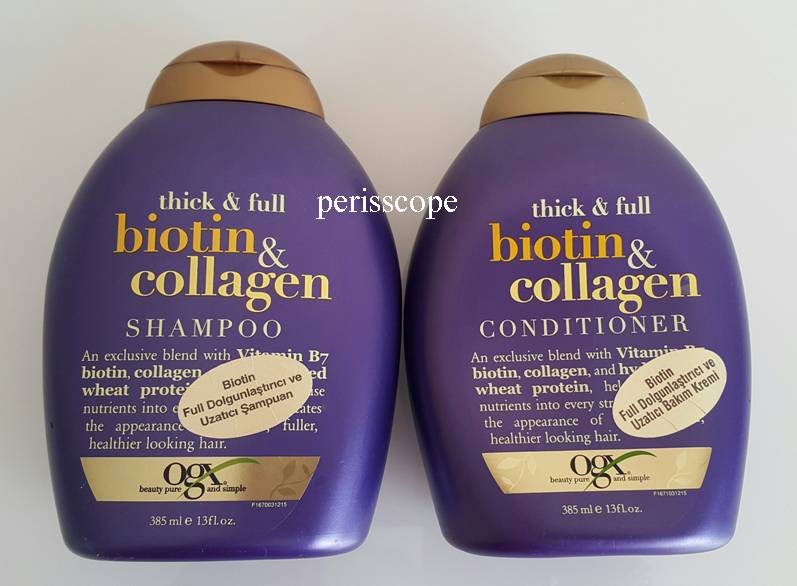 thick & full
biotin &
collagen
SHAMPOO
An exclusive blend with Vitamin B7
biotin, collagen
wheat protein
nutrients into
the appearance fuller,
healthier looking hair.
Biotin
Full Dolgunlaştırıcı ve
Uzatıcı Şampuan
ogx
beauty pure and simple
F1670031215
385 ml e 13fl.oz.
perisscope
thick & full
biotin &
collagen
CONDITIONER
An exclusive blend with Vitamin
biotin, collagen, and
wheat protein,
nutrients into every
the appearance of
healthier looking hair.
Biotin
Full Dolgunlaştırıcı ve
Uzatıcı Bakım Kremi
ogx
beauty pure and simple
F1671031215
385 ml e 13fl.oz.